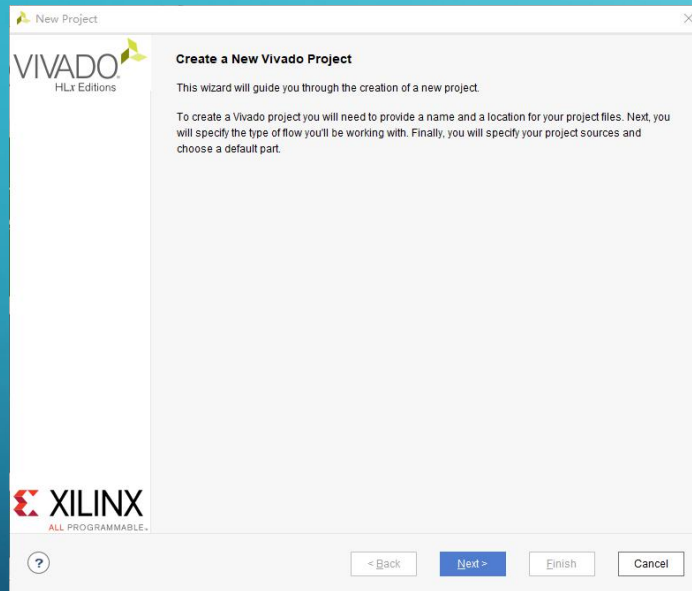 New Project
VIVADO
HLx Editions
Create a New Vivado Project
This wizard will guide you through the creation of a new project.
To create a Vivado project you will need to provide a name and a location for your project files. Next, you
will specify the type of flow you'll be working with. Finally, you will specify your project sources and
choose a default part.
XILINX
ALL PROGRAMMABLE™
?
< Back
Next >
Finish
Cancel